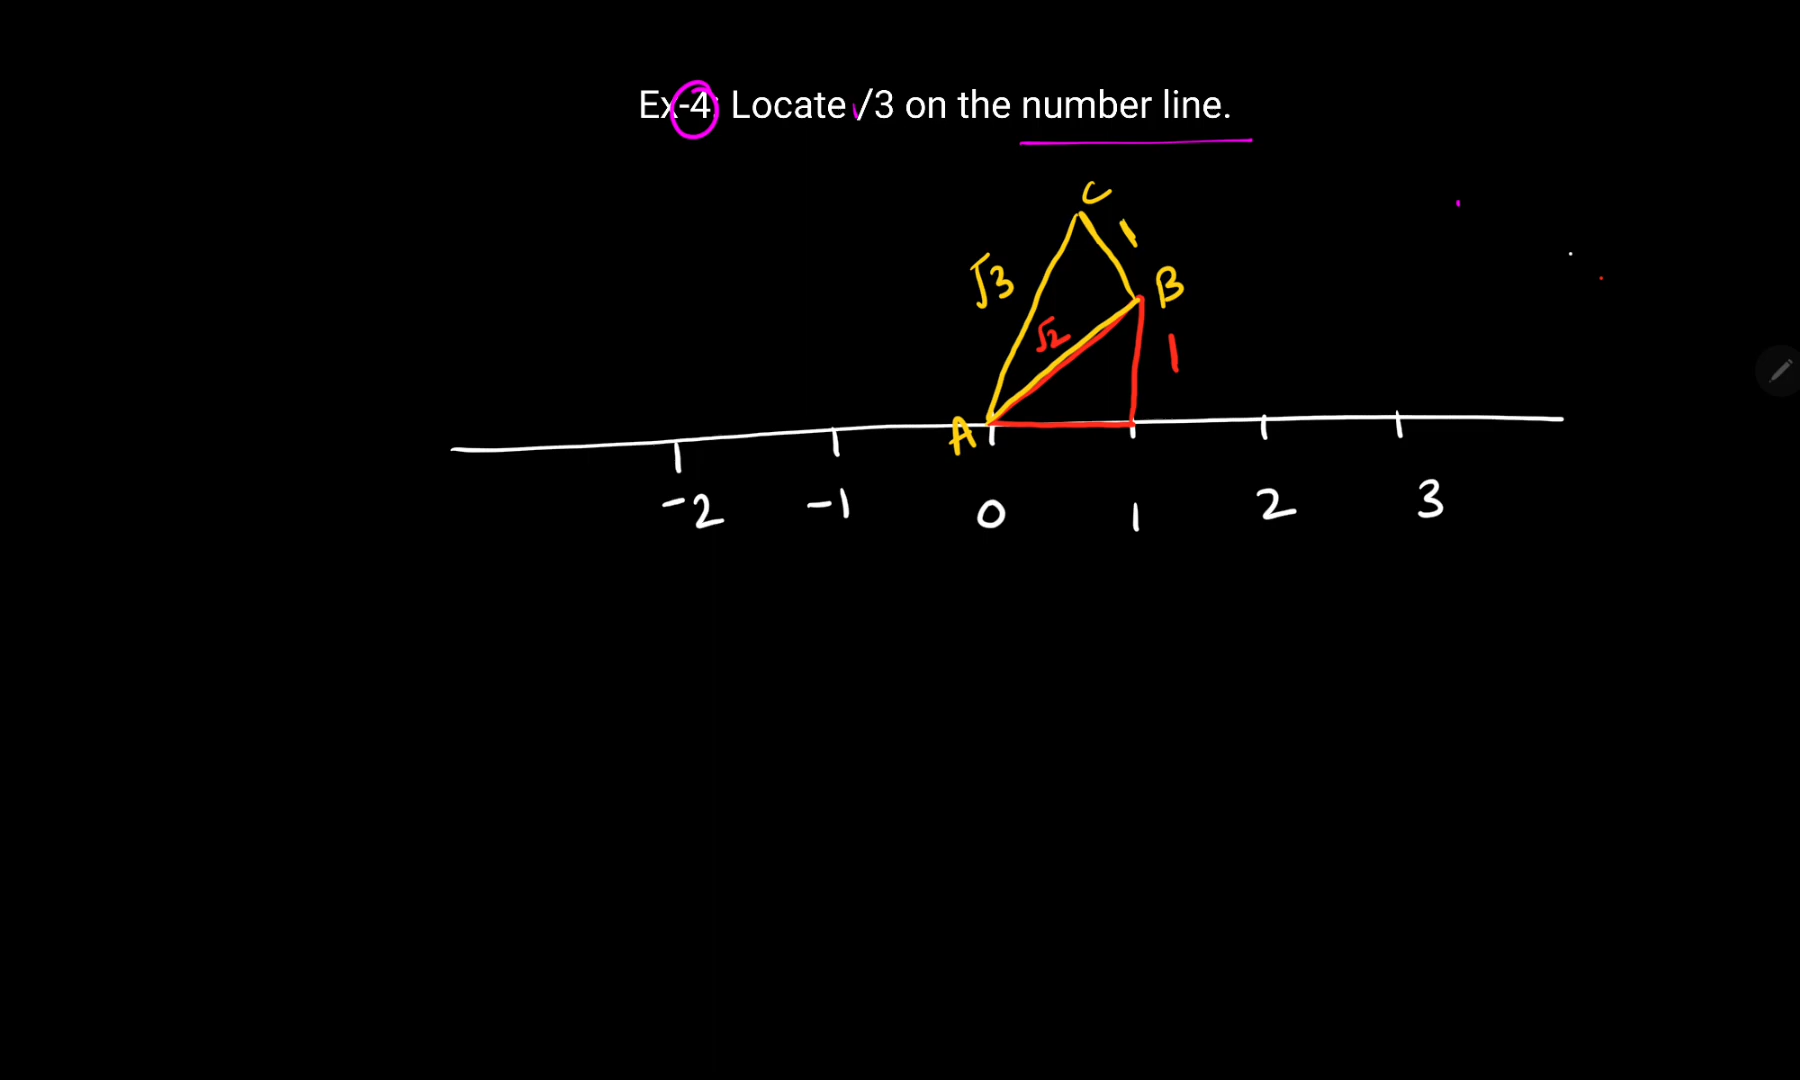 Ex-4: Locate √3 on the number line.
C
1
√3
B
√2
1
A
-2 -1 0 1 2 3